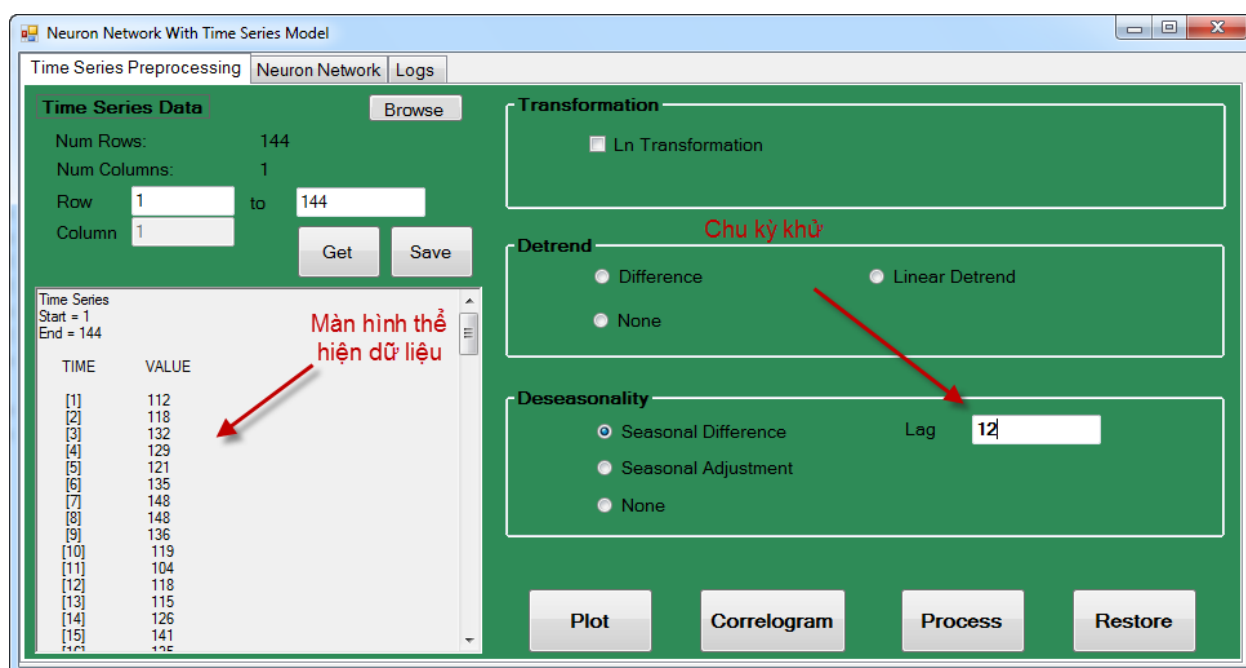 Neuron Network With Time Series Model
Time Series Preprocessing Neuron Network Logs
Time Series Data Browse
Num Rows: 144
Num Columns: 1
Row 1 to 144
Column 1
Get Save
Time Series
Start = 1
End = 144
TIME VALUE
[1] 112
[2] 118
[3] 132
[4] 129
[5] 121
[6] 135
[7] 148
[8] 148
[9] 136
[10] 119
[11] 104
[12] 118
[13] 115
[14] 126
[15] 141
Màn hình thể
hiện dữ liệu
Transformation
Ln Transformation
Chu kỳ khử
Detrend
Difference Linear Detrend
None
Deseasonality
Seasonal Difference Lag 12
Seasonal Adjustment
None
Plot Correlogram Process Restore